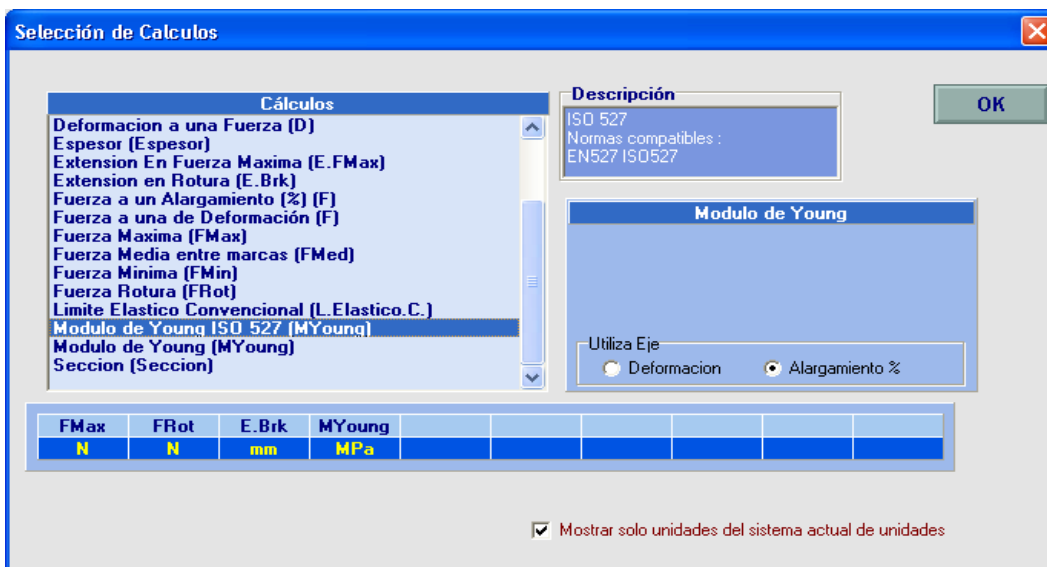 Selección de Calculos
Cálculos
Deformacion a una Fuerza (D)
Espesor (Espesor)
Extension En Fuerza Maxima (E.FMax)
Extension en Rotura (E.Brk)
Fuerza a un Alargamiento (%) (F)
Fuerza a una de Deformación (F)
Fuerza Maxima (FMax)
Fuerza Media entre marcas (FMed)
Fuerza Minima (FMin)
Fuerza Rotura (FRot)
Limite Elastico Convencional (L.Elastico.C.)
Modulo de Young ISO 527 (MYoung)
Modulo de Young (MYoung)
Seccion (Seccion)
Descripción
ISO 527
Normas compatibles :
EN527 ISO527
OK
Modulo de Young
Utiliza Eje
Deformacion Alargamiento %
FMax FRot E.Brk MYoung
N N mm MPa
Mostrar solo unidades del sistema actual de unidades